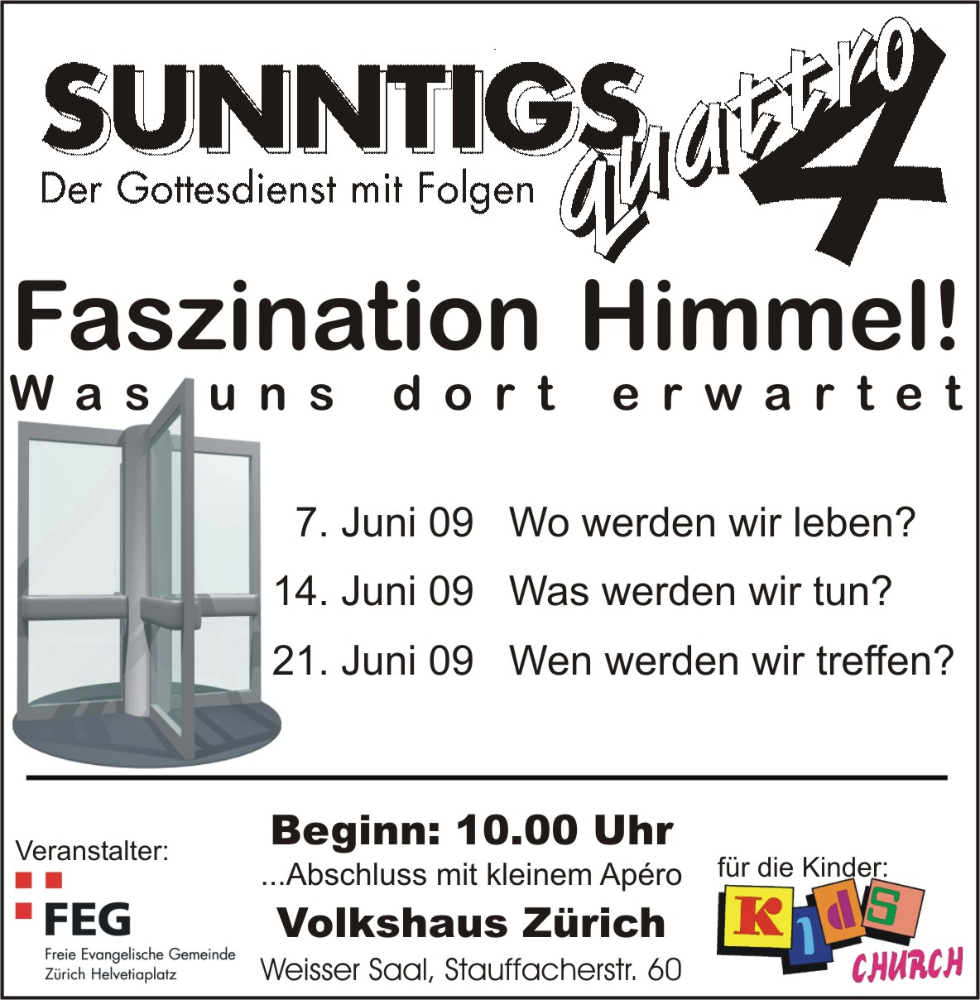 SUNNTIGS
quattro
4
Der Gottesdienst mit Folgen
Faszination Himmel!
Was uns dort erwartet
7. Juni 09 Wo werden wir leben?
14. Juni 09 Was werden wir tun?
21. Juni 09 Wen werden wir treffen?
Beginn: 10.00 Uhr
...Abschluss mit kleinem Apéro
Volkshaus Zürich
Weisser Saal, Stauffacherstr. 60
Veranstalter:
FEG
Freie Evangelische Gemeinde
Zürich Helvetiaplatz
für die Kinder:
KidS
CHURCH